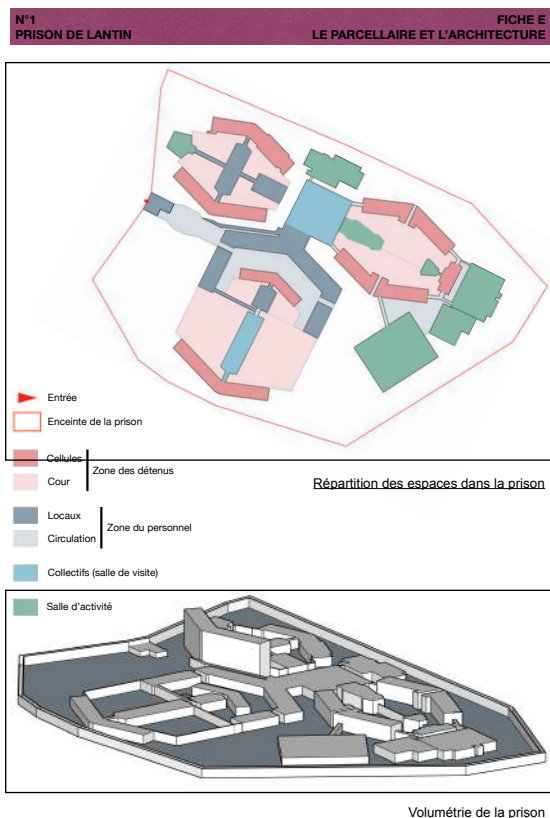 N°1
FICHE E
PRISON DE LANTIN
LE PARCELLAIRE ET L'ARCHITECTURE
Entrée
Enceinte de la prison
Cellules
Zone des détenus
Cour
Répartition des espaces dans la prison
Locaux
Zone du personnel
Circulation
Collectifs (salle de visite)
Salle d'activité
Volumétrie de la prison